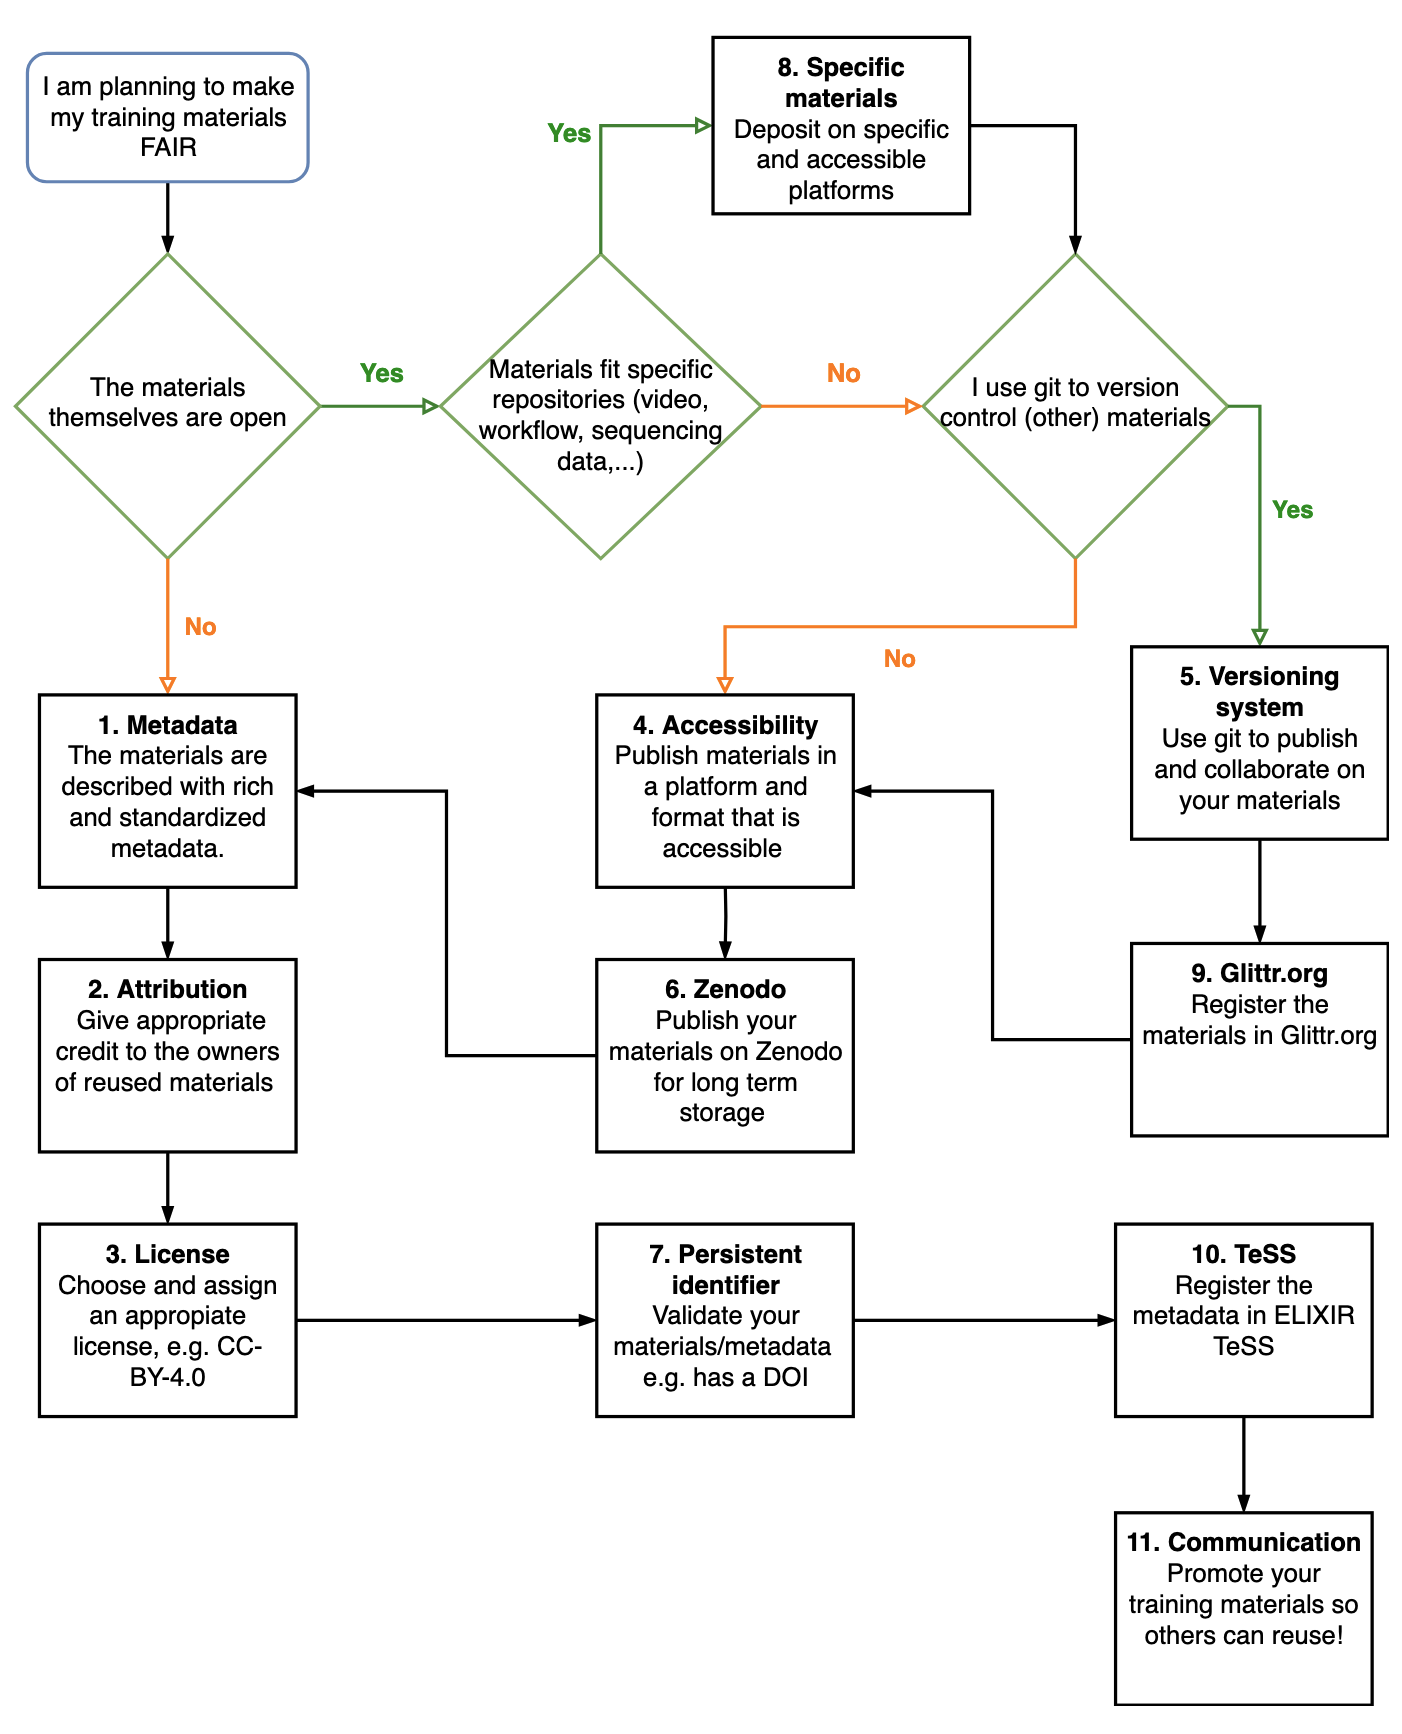 I am planning to make
my training materials
FAIR
8. Specific
materials
Deposit on specific
and accessible
platforms
Yes
The materials
themselves are open
Yes
Materials fit specific
repositories (video,
workflow, sequencing
data,...)
No
I use git to version
control (other) materials
Yes
No
No
1. Metadata
The materials are
described with rich
and standardized
metadata.
4. Accessibility
Publish materials in
a platform and
format that is
accessible
5. Versioning
system
Use git to publish
and collaborate on
your materials
2. Attribution
Give appropriate
credit to the owners
of reused materials
6. Zenodo
Publish your
materials on Zenodo
for long term
storage
9. Glittr.org
Register the
materials in Glittr.org
3. License
Choose and assign
an appropiate
license, e.g. CC-
BY-4.0
7. Persistent
identifier
Validate your
materials/metadata
e.g. has a DOI
10. TeSS
Register the
metadata in ELIXIR
TeSS
11. Communication
Promote your
training materials so
others can reuse!